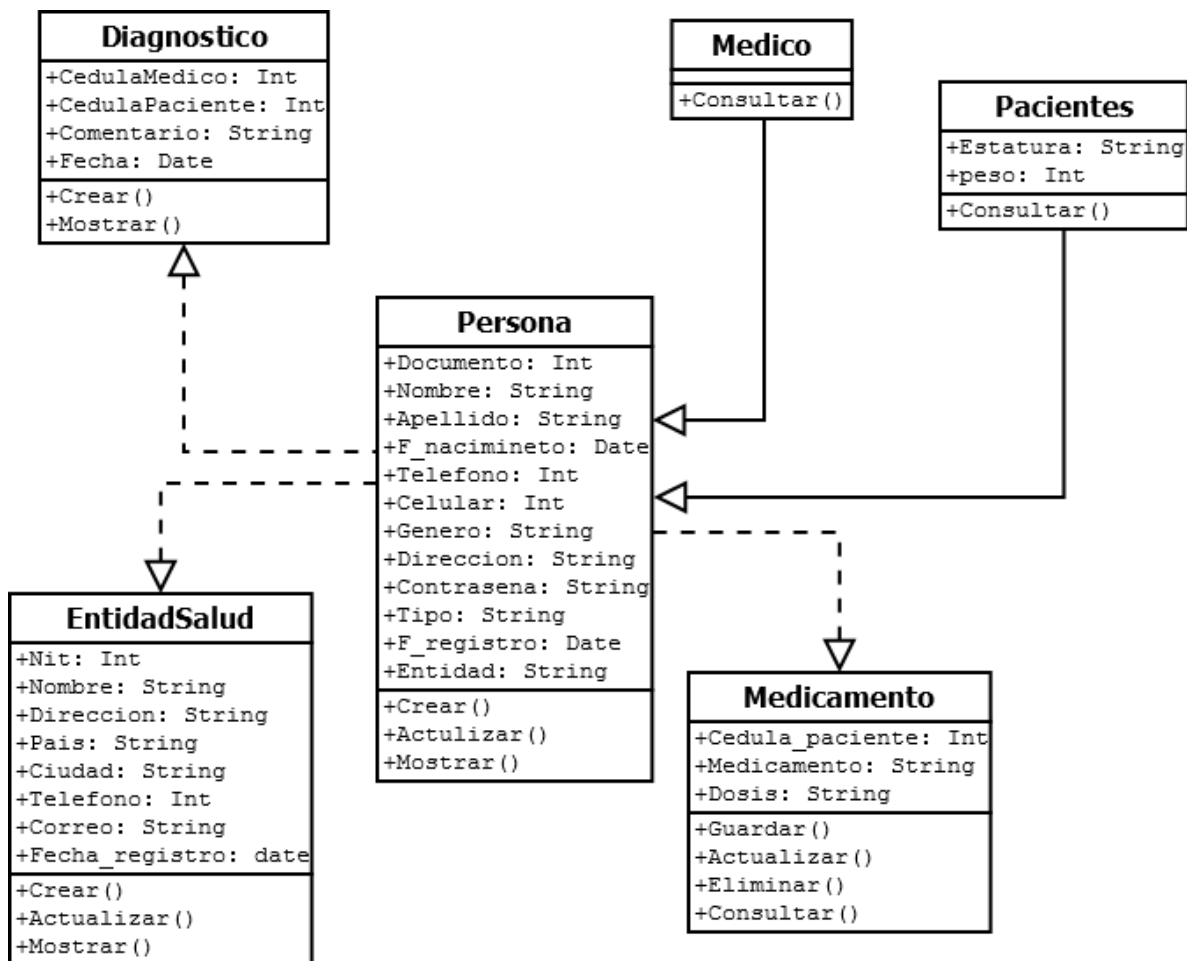 Diagnostico
+CedulaMedico: Int
+CedulaPaciente: Int
+Comentario: String
+Fecha: Date
+Crear()
+Mostrar()
Medico
+Consultar()
Pacientes
+Estatura: String
+peso: Int
+Consultar()
Persona
+Documento: Int
+Nombre: String
+Apellido: String
+F_nacimineto: Date
+Telefono: Int
+Celular: Int
+Genero: String
+Direccion: String
+Contrasena: String
+Tipo: String
+F_registro: Date
+Entidad: String
+Crear()
+Actulizar()
+Mostrar()
EntidadSalud
+Nit: Int
+Nombre: String
+Direccion: String
+Pais: String
+Ciudad: String
+Telefono: Int
+Correo: String
+Fecha_registro: date
+Crear()
+Actualizar()
+Mostrar()
Medicamento
+Cedula_paciente: Int
+Medicamento: String
+Dosis: String
+Guardar()
+Actualizar()
+Eliminar()
+Consultar()